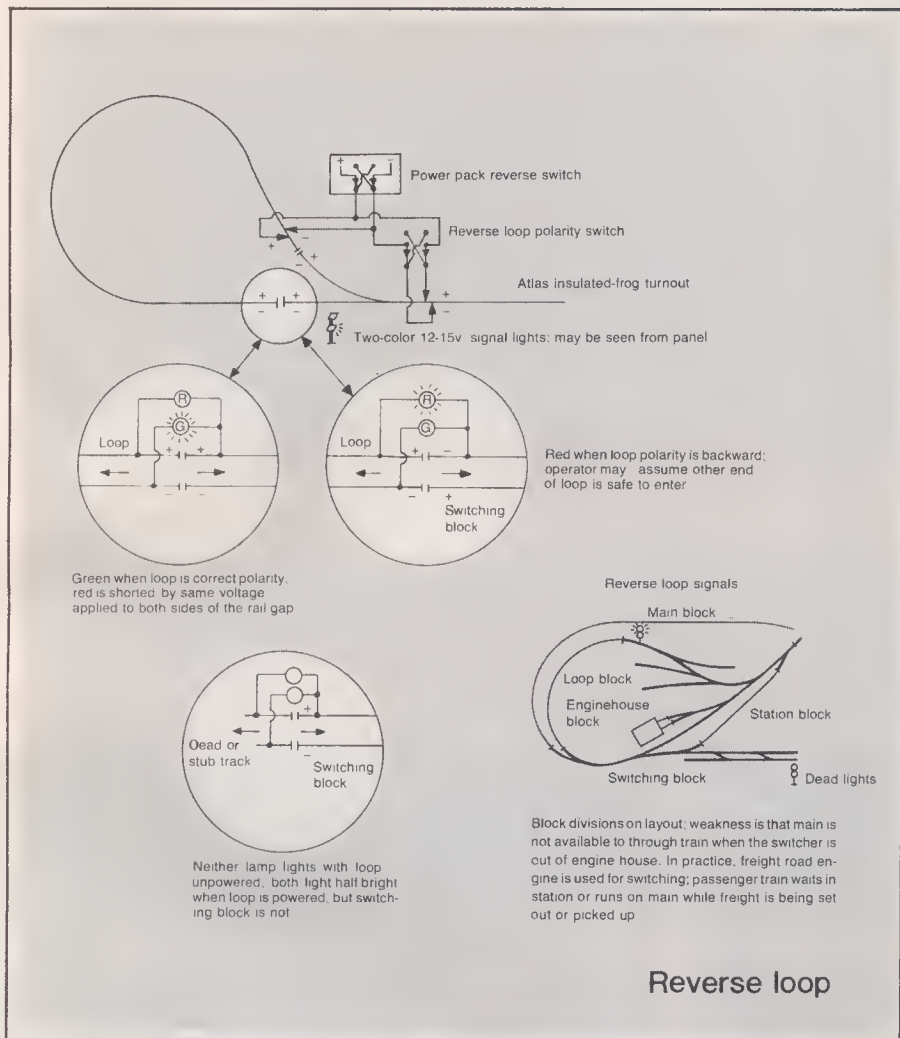 + −
Power pack reverse switch
−
+
Reverse loop polarity switch
− +
+
−
Atlas insulated-frog turnout
+ +
− −
Two-color 12-15v signal lights: may be seen from panel
R
G
Loop
+ +
− −
R
G
Loop
+ −
− +
Switching
block
Red when loop polarity is backward;
operator may assume other end
of loop is safe to enter
Green when loop is correct polarity,
red is shorted by same voltage
applied to both sides of the rail gap
Reverse loop signals
Main block
Loop block
Enginehouse
block
Station block
Switching block
Dead lights
+
Dead or
stub track
−
Switching
block
Neither lamp lights with loop
unpowered, both light half bright
when loop is powered, but switch-
ing block is not
Block divisions on layout; weakness is that main is
not available to through train when the switcher is
out of engine house. In practice, freight road en-
gine is used for switching; passenger train waits in
station or runs on main while freight is being set
out or picked up
Reverse loop